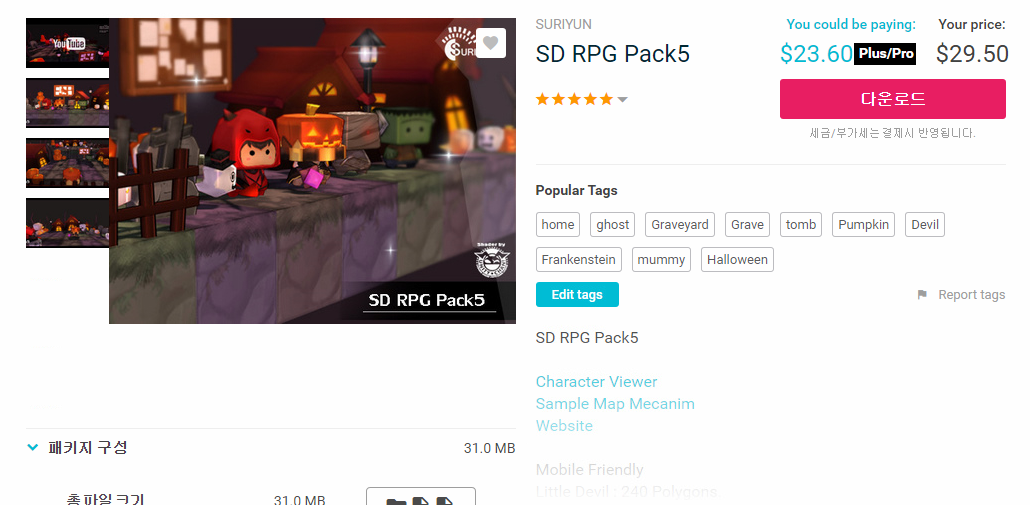 SURIYUN
SD RPG Pack5
You could be paying:
Your price:
$23.60 Plus/Pro
$29.50
다운로드
세금/부가세는 결제시 반영됩니다.
YouTube
Shader by
SD RPG Pack5
Popular Tags
home
ghost
Graveyard
Grave
tomb
Pumpkin
Devil
Frankenstein
mummy
Halloween
Edit tags
Report tags
SD RPG Pack5
Character Viewer
Sample Map Mecanim
Website
Mobile Friendly
Little Devil : 240 Polygons
패키지 구성
31.0 MB
총 파일 크기
31.0 MB